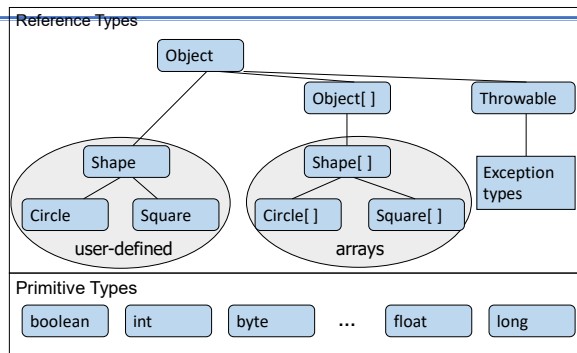 Reference Types
Object
Object[ ]
Throwable
Shape
Shape[ ]
Exception
types
Circle
Square
Circle[ ]
Square[ ]
user-defined
arrays
Primitive Types
boolean
int
byte
...
float
long